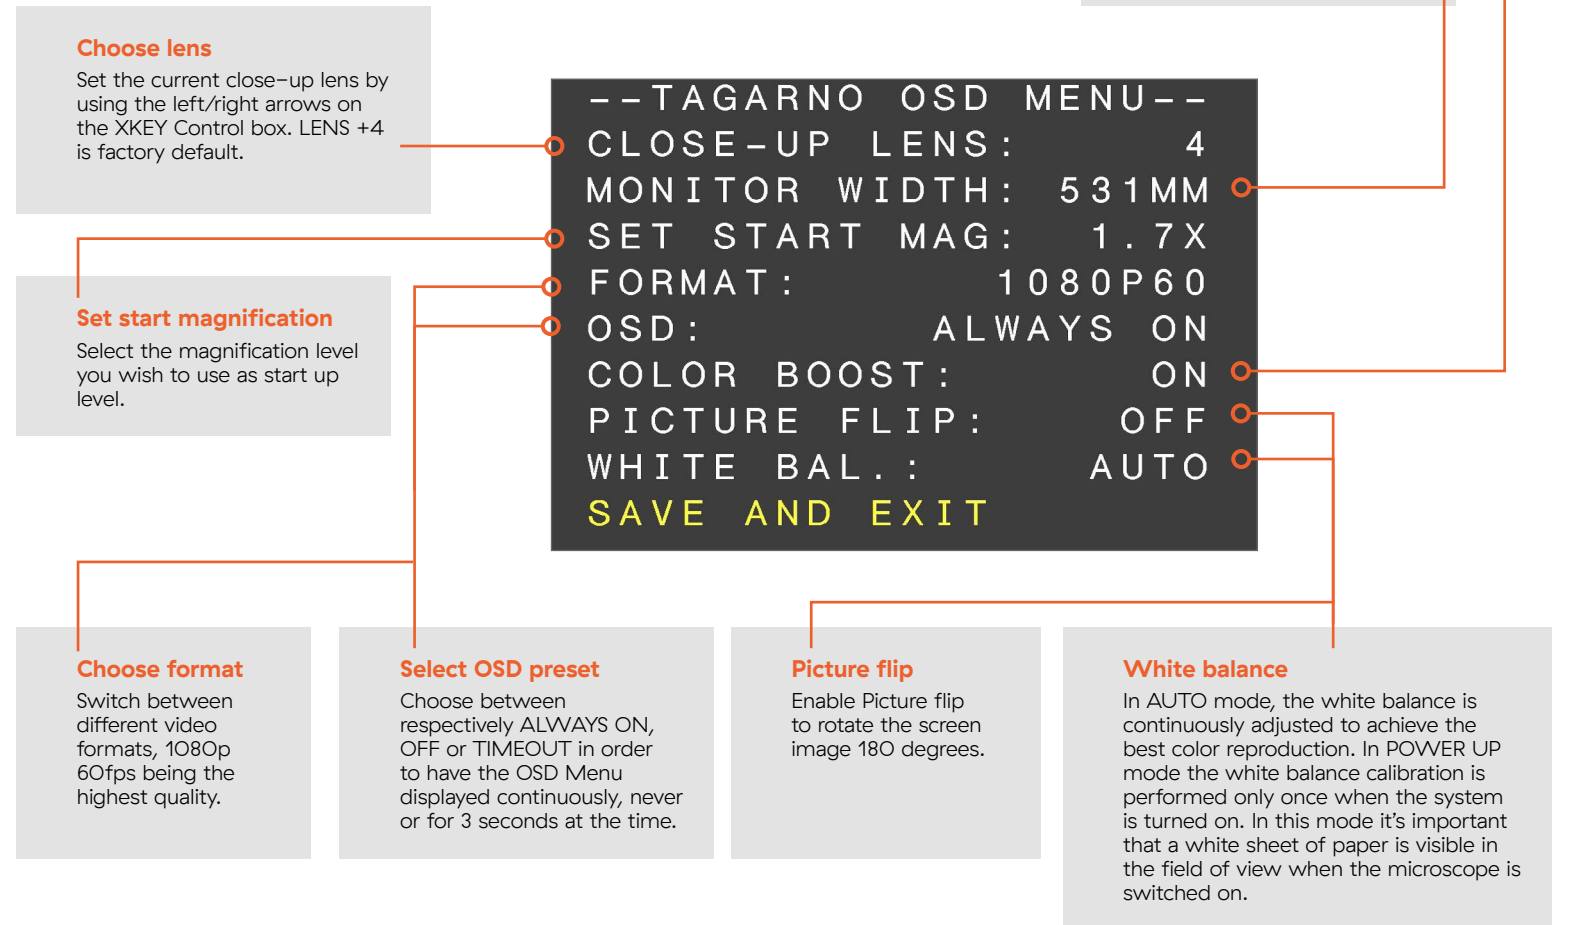 Choose lens
Set the current close-up lens by
using the left/right arrows on
the XKEY Control box. LENS +4
is factory default.
Set start magnification
Select the magnification level
you wish to use as start up
level.
--TAGARNO OSD MENU--
CLOSE-UP LENS: 4
MONITOR WIDTH: 531MM
SET START MAG: 1.7X
FORMAT: 1080P60
OSD: ALWAYS ON
COLOR BOOST: ON
PICTURE FLIP: OFF
WHITE BAL.: AUTO
SAVE AND EXIT
Choose format
Switch between
different video
formats, 1080p
60fps being the
highest quality.
Select OSD preset
Choose between
respectively ALWAYS ON,
OFF or TIMEOUT in order
to have the OSD Menu
displayed continuously, never
or for 3 seconds at the time.
Picture flip
Enable Picture flip
to rotate the screen
image 180 degrees.
White balance
In AUTO mode, the white balance is
continuously adjusted to achieve the
best color reproduction. In POWER UP
mode the white balance calibration is
performed only once when the system
is turned on. In this mode it's important
that a white sheet of paper is visible in
the field of view when the microscope is
switched on.